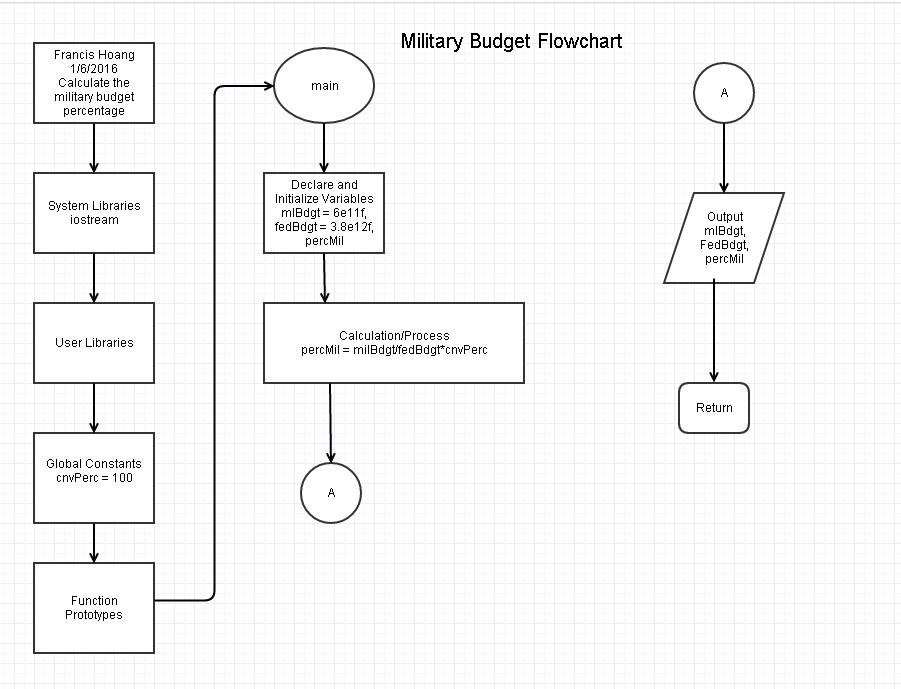 Military Budget Flowchart
Francis Hoang
1/6/2016
Calculate the
military budget
percentage
System Libraries
iostream
User Libraries
Global Constants
cnvPerc = 100
Function
Prototypes
main
Declare and
Initialize Variables
mlBdgt = 6e11f,
fedBdgt = 3.8e12f,
percMil
Calculation/Process
percMil = milBdgt/fedBdgt*cnvPerc
A
A
Output
mlBdgt,
FedBdgt,
percMil
Return